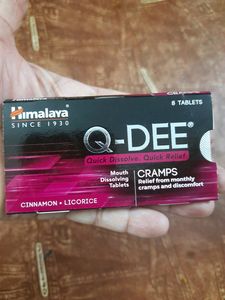 Himalaya
SINCE 1930
8 TABLETS
Q-DEE®
Quick Dissolve. Quick Relief
Mouth
Dissolving
Tablets
CRAMPS
Relief from monthly
cramps and discomfort
CINNAMON • LICORICE